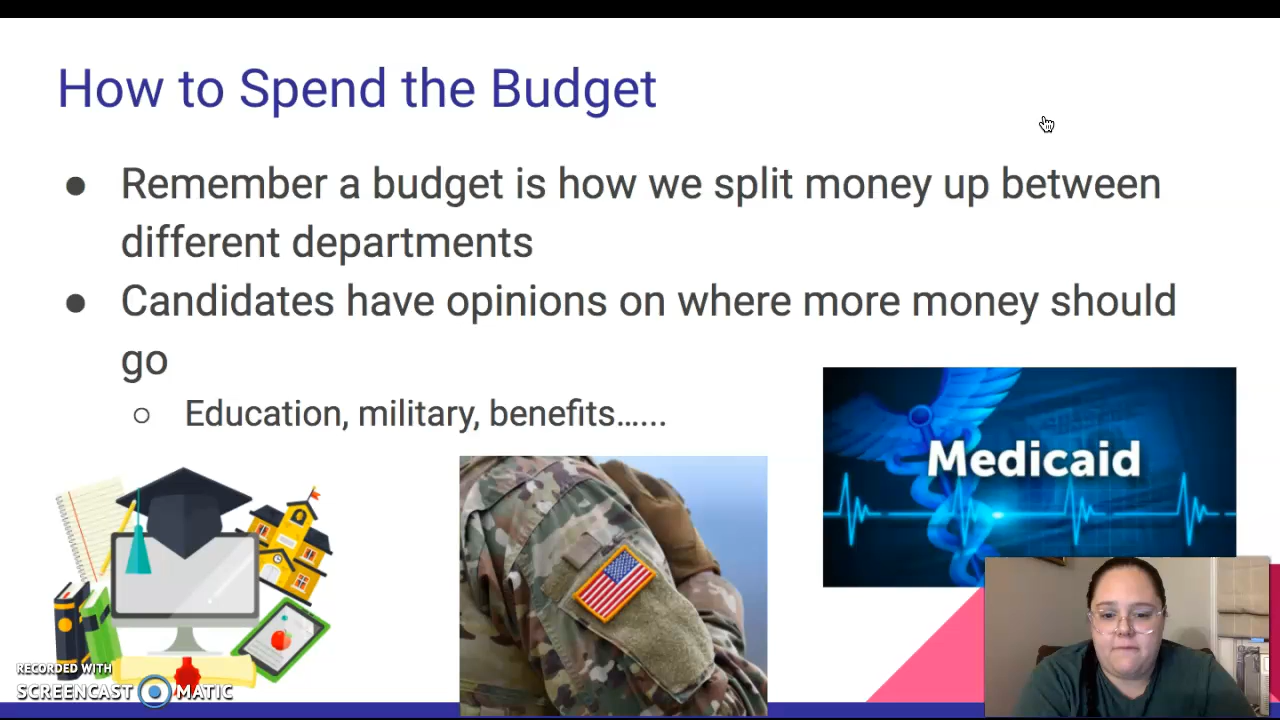 How to Spend the Budget
● Remember a budget is how we split money up between
different departments
● Candidates have opinions on where more money should
go
○ Education, military, benefits......
Medicaid
RECORDED WITH
SCREENCAST MATIC